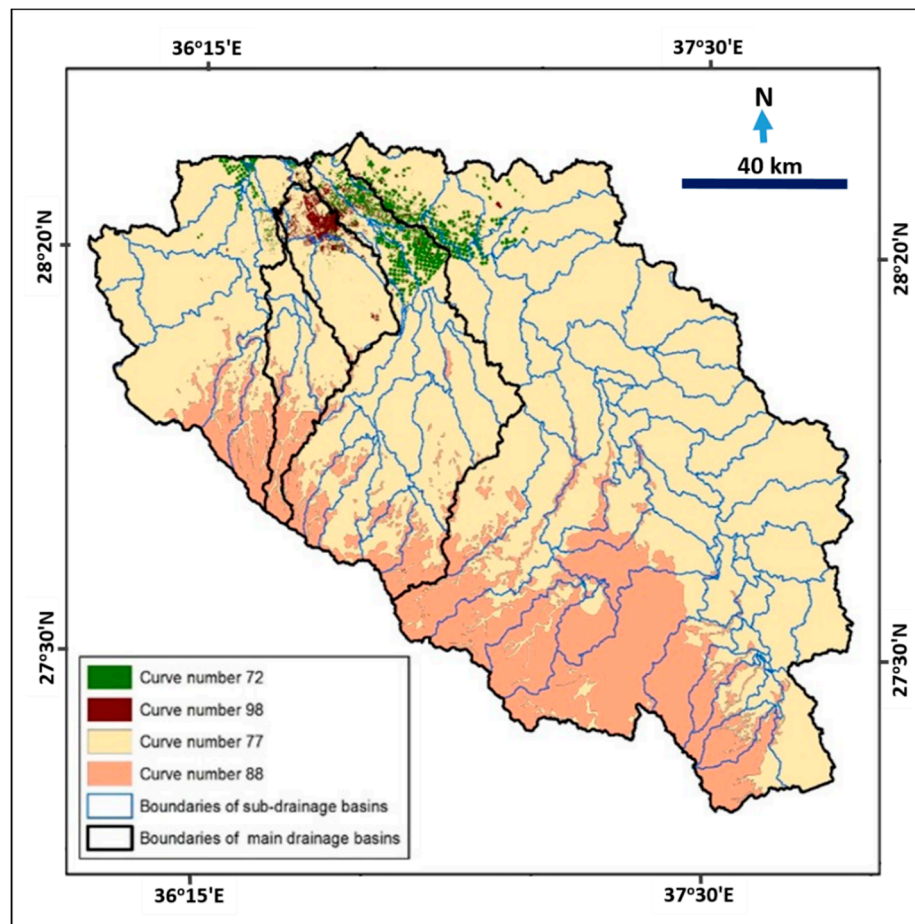 36°15'E
37°30'E
N
40 km
28°20'N
28°20'N
27°30'N
27°30'N
Curve number 72
Curve number 98
Curve number 77
Curve number 88
Boundaries of sub-drainage basins
Boundaries of main drainage basins
36°15'E
37°30'E